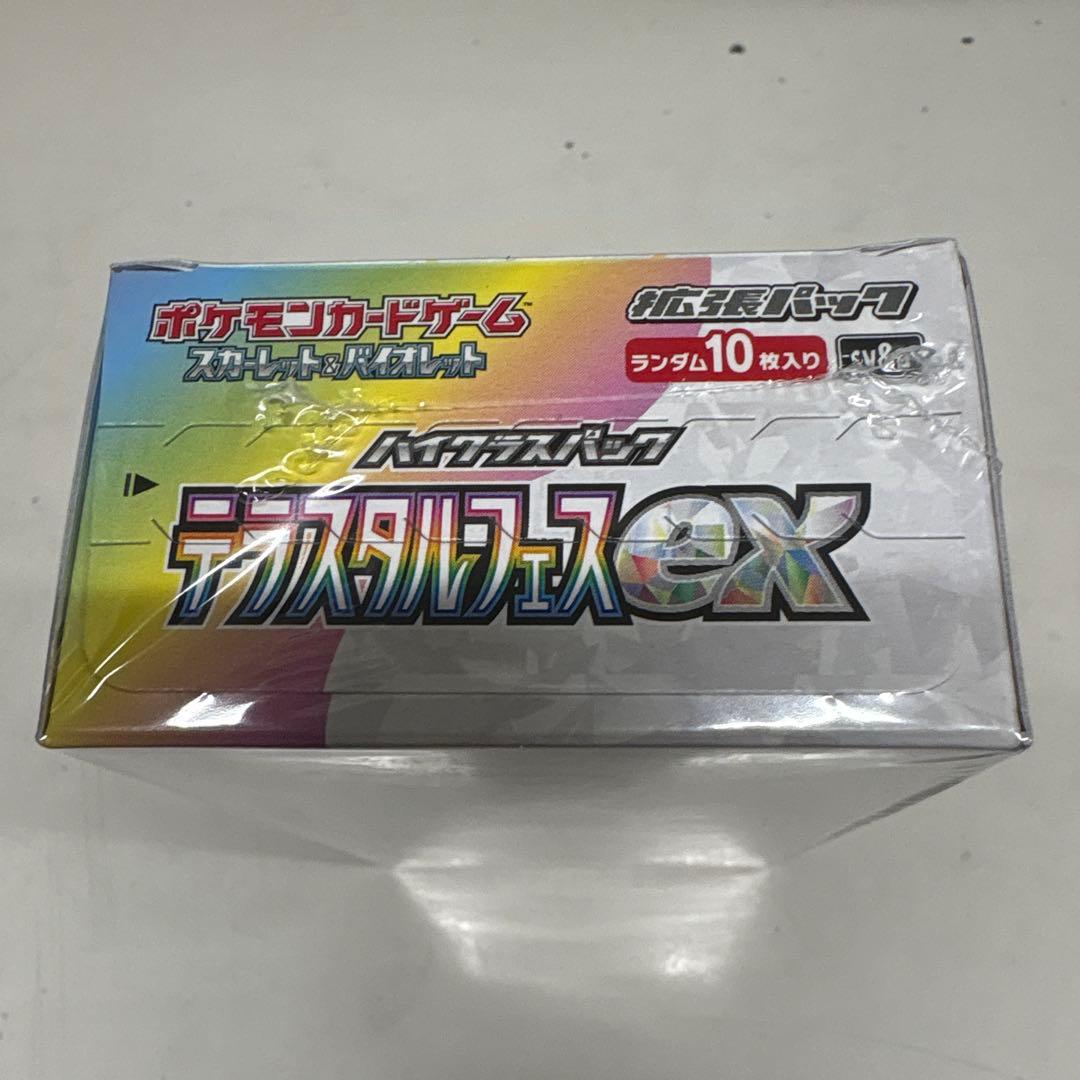 ポケモンカードゲーム™
スカーレット&バイオレット
拡張パック
ランダム10枚入り
ハイクラスパック
テラスタルフェスex